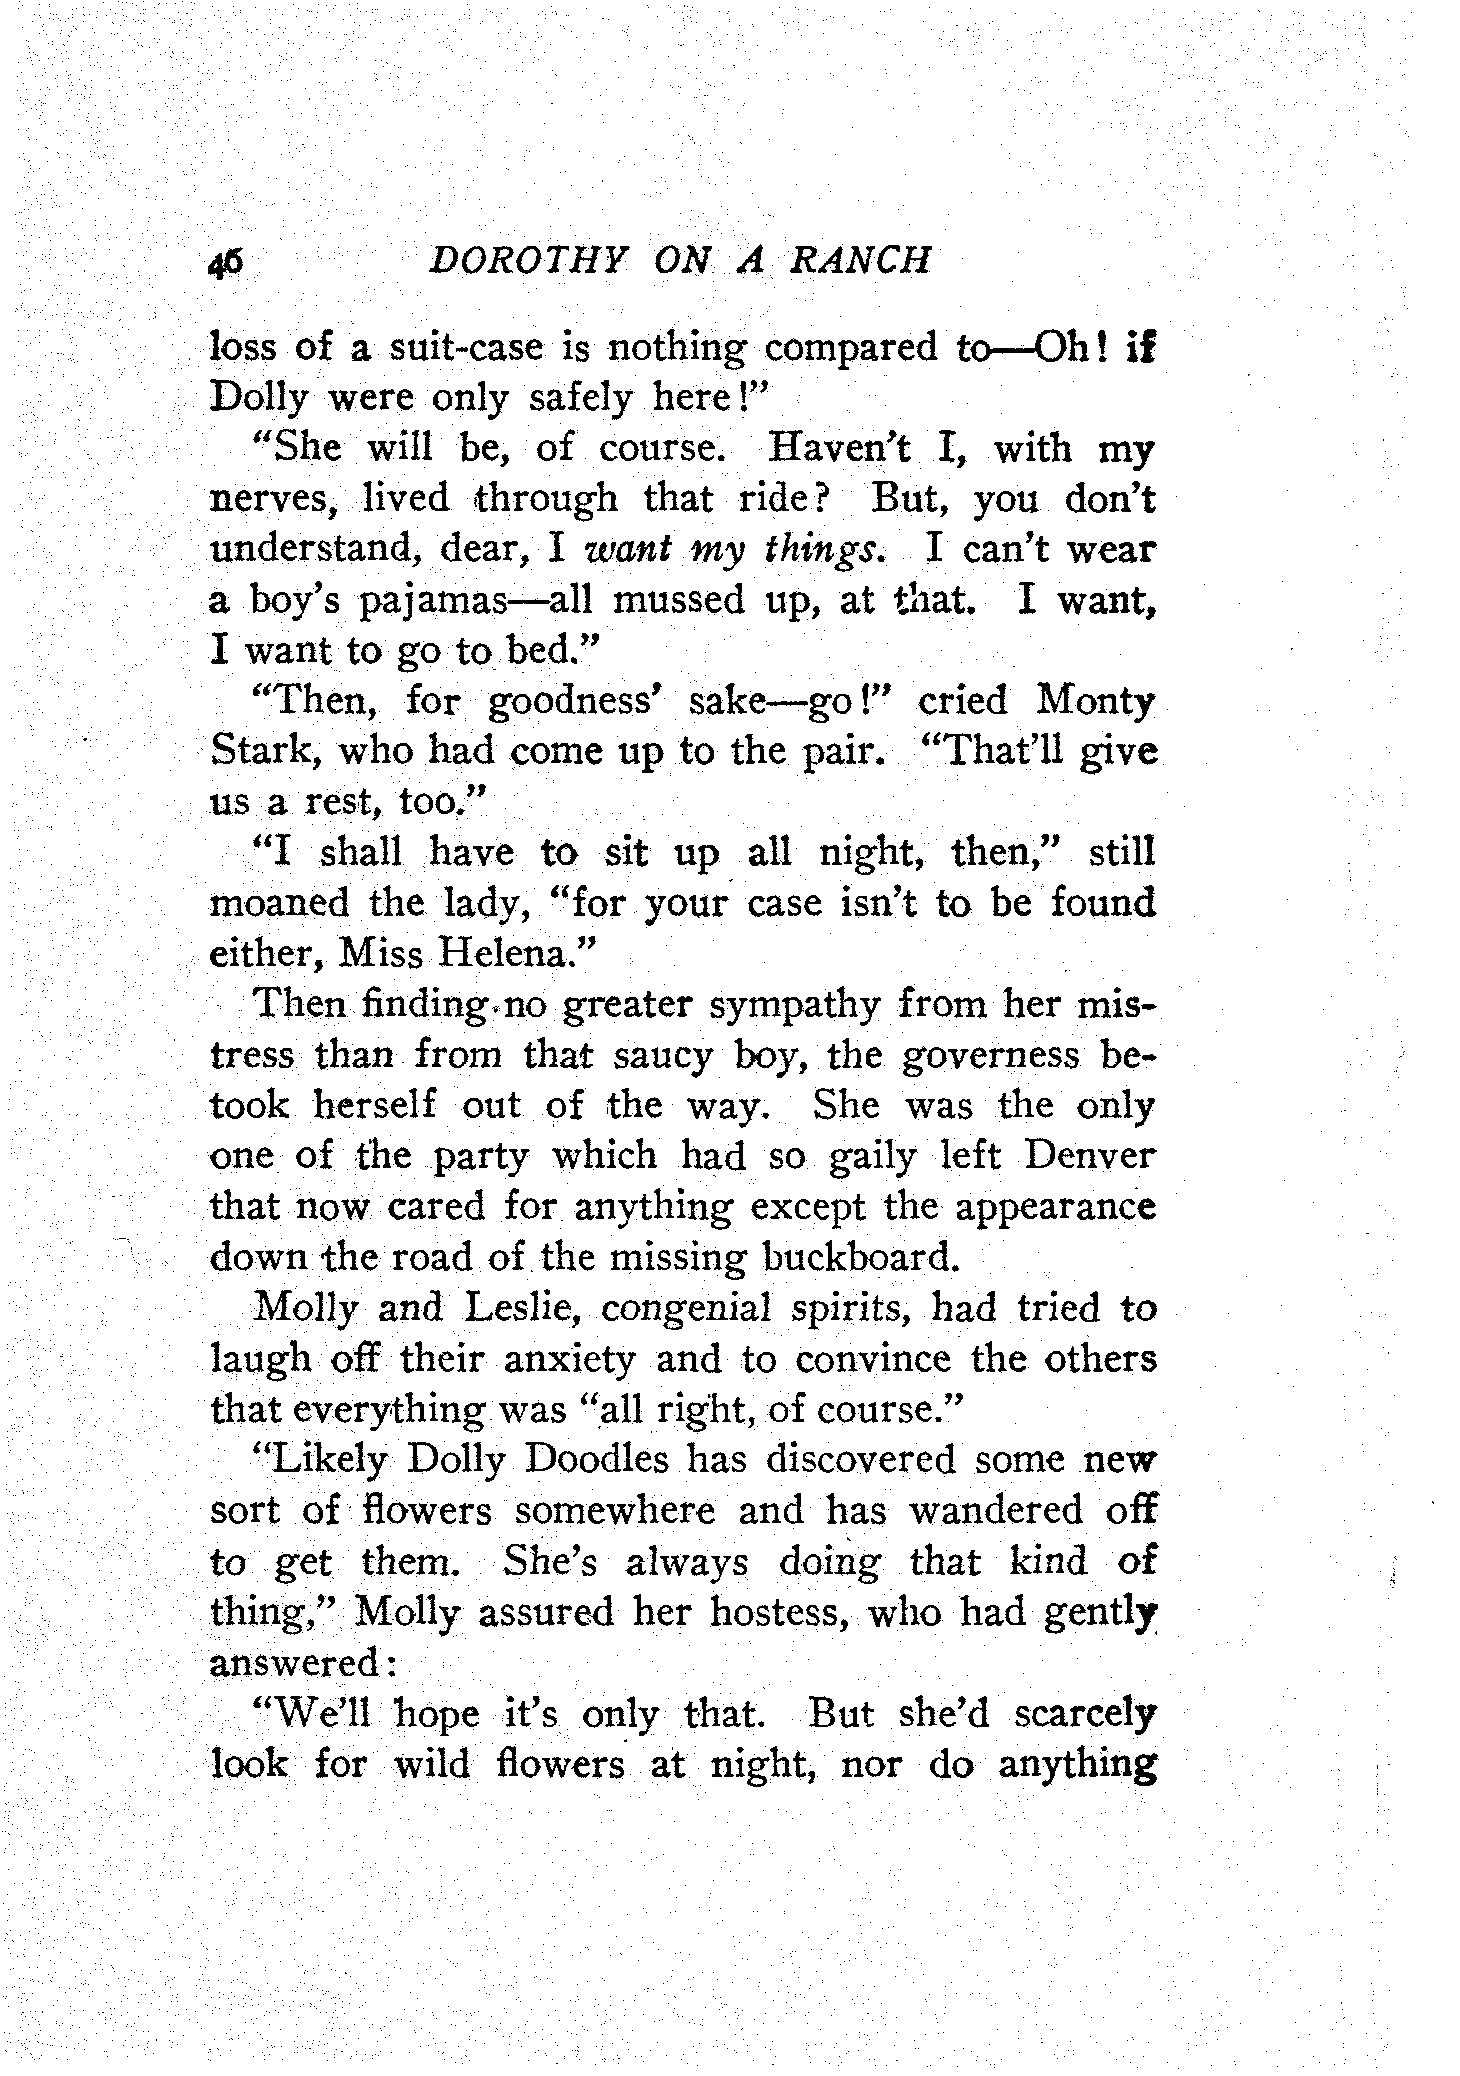 46 DOROTHY ON A RANCH
loss of a suit-case is nothing compared to—Oh! if
Dolly were only safely here!”
“She will be, of course. Haven’t I, with my
nerves, lived through that ride? But, you don’t
understand, dear, I want my things. I can’t wear
a boy’s pajamas—all mussed up, at that. I want,
I want to go to bed.”
“Then, for goodness’ sake—go!” cried Monty
Stark, who had come up to the pair. “That’ll give
us a rest, too.”
“I shall have to sit up all night, then,” still
moaned the lady, “for your case isn’t to be found
either, Miss Helena.”
Then finding no greater sympathy from her mis-
tress than from that saucy boy, the governess be-
took herself out of the way. She was the only
one of the party which had so gaily left Denver
that now cared for anything except the appearance
down the road of the missing buckboard.
Molly and Leslie, congenial spirits, had tried to
laugh off their anxiety and to convince the others
that everything was “all right, of course.”
“Likely Dolly Doodles has discovered some new
sort of flowers somewhere and has wandered off
to get them. She’s always doing that kind of
thing,” Molly assured her hostess, who had gently
answered:
“We’ll hope it’s only that. But she’d scarcely
look for wild flowers at night, nor do anything